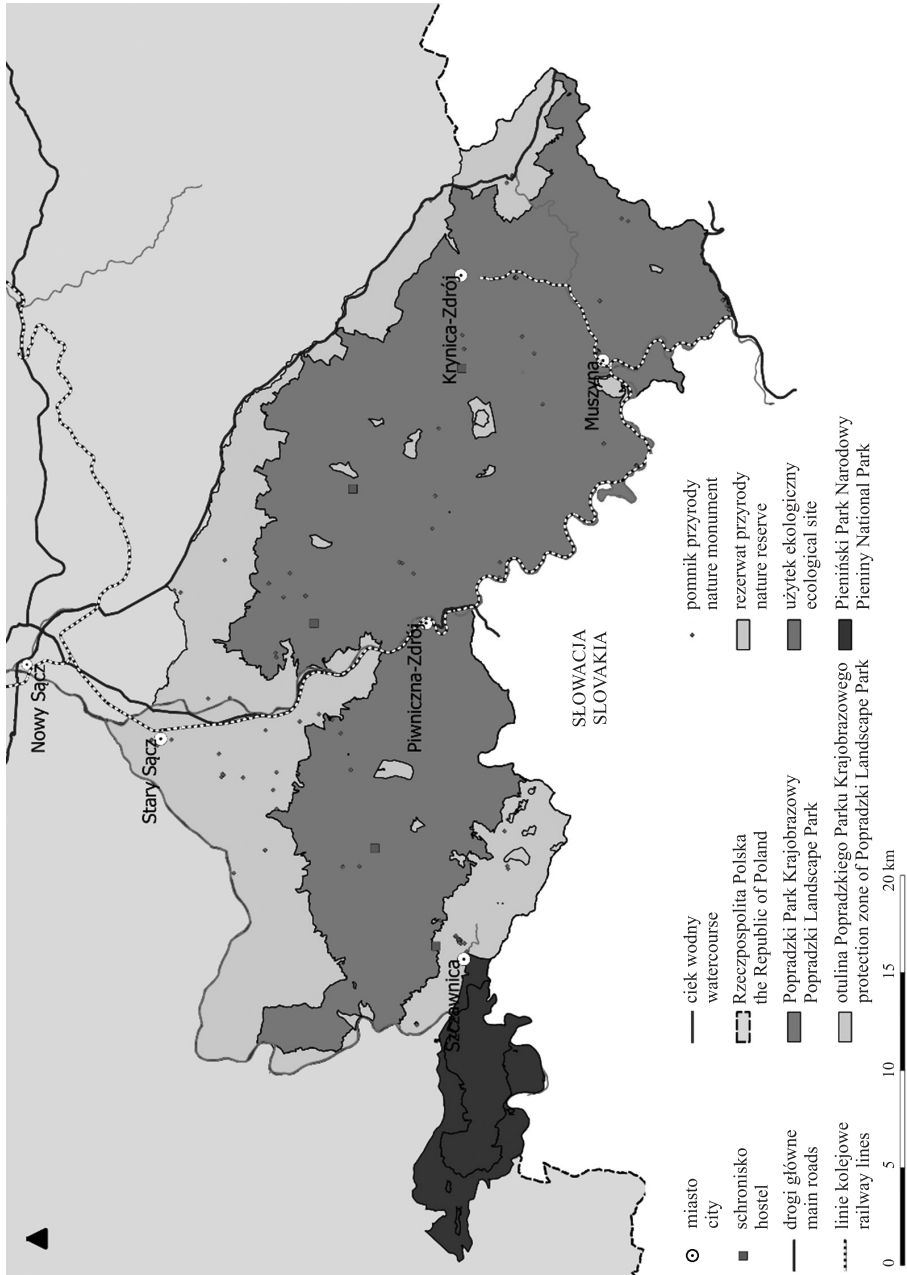 Nowy Sącz
Stary Sącz
Krynica-Zdrój
Piwniczna-Zdrój
Muszyna
Szczawnica
SŁOWACJA
SLOVAKIA
miasto
city
schronisko
hostel
drogi główne
main roads
linie kolejowe
railway lines
ciek wodny
watercourse
Rzeczpospolita Polska
the Republic of Poland
Popradzki Park Krajobrazowy
Popradzki Landscape Park
otulina Popradzkiego Parku Krajobrazowego
protection zone of Popradzki Landscape Park
pomnik przyrody
nature monument
rezerwat przyrody
nature reserve
użytek ekologiczny
ecological site
Pieniński Park Narodowy
Pieniny National Park
0 5 10 15 20 km